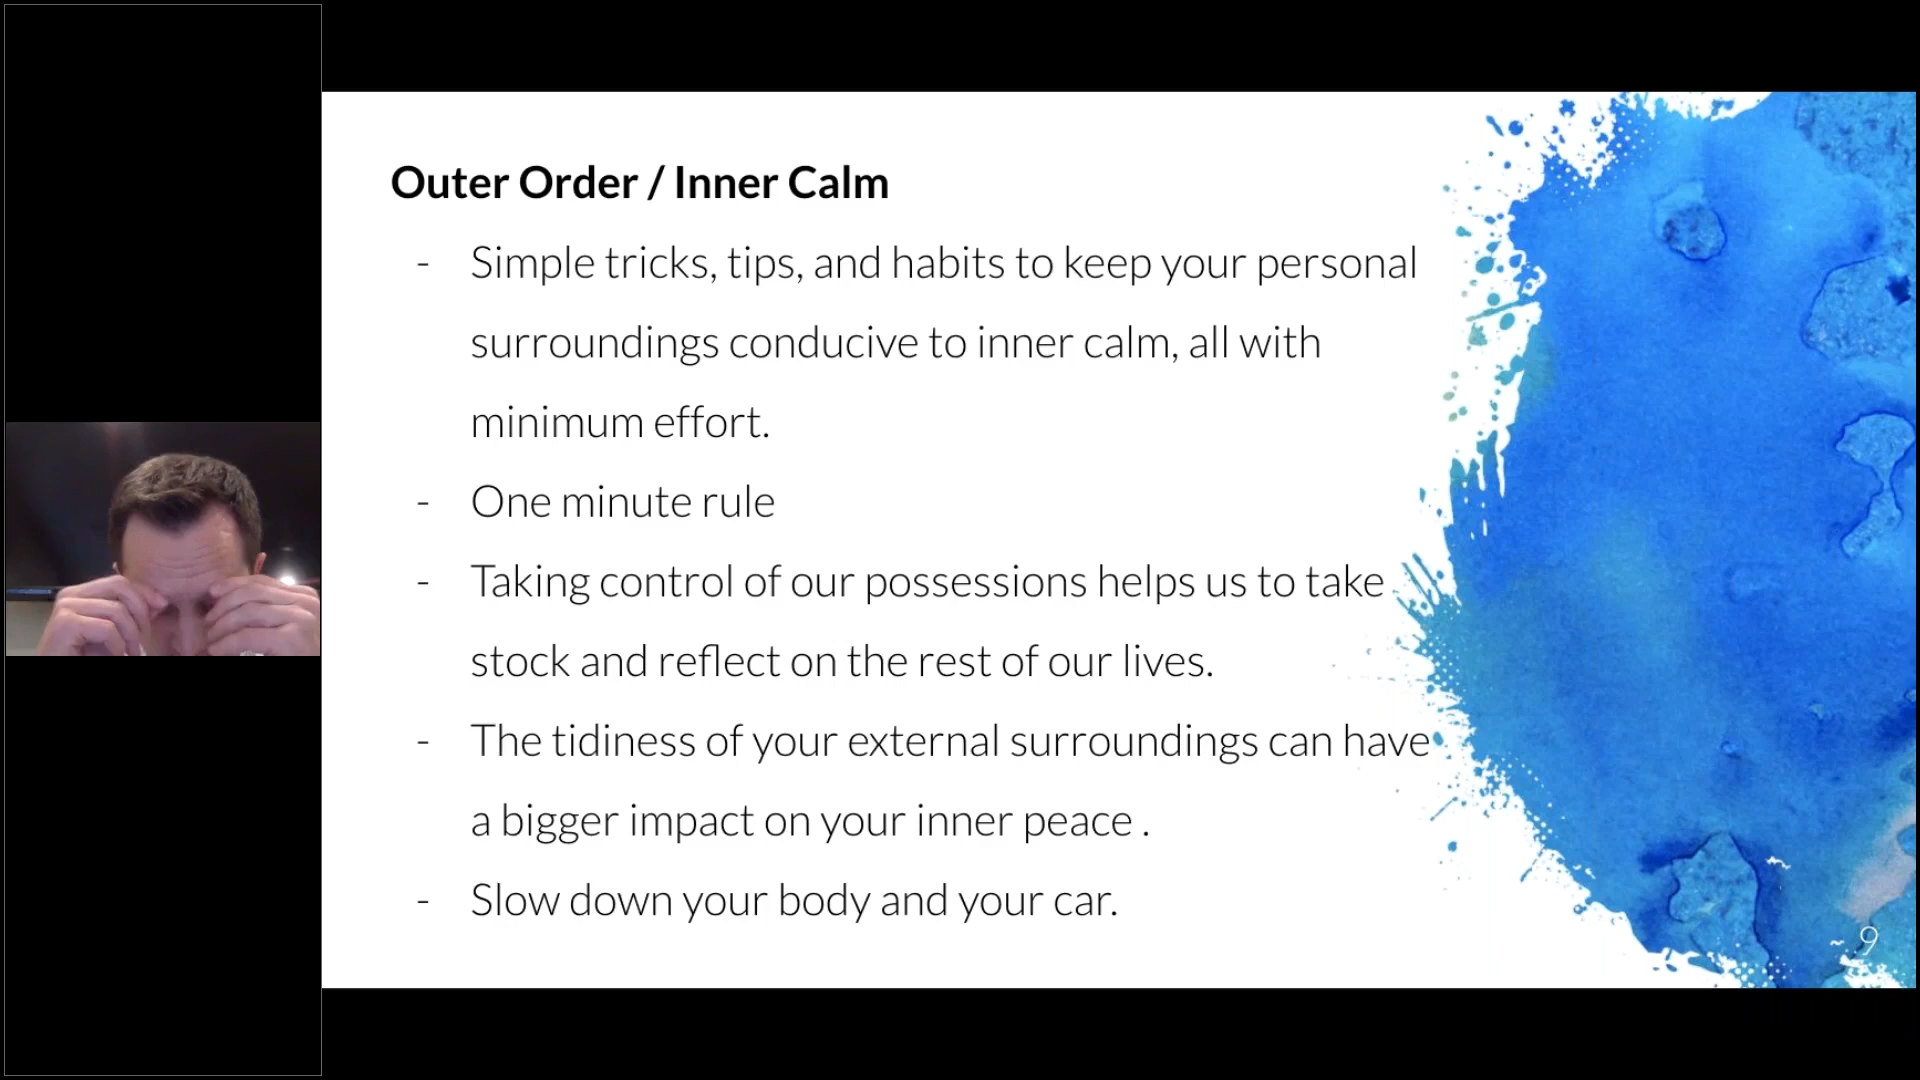 Outer Order / Inner Calm
- Simple tricks, tips, and habits to keep your personal
surroundings conducive to inner calm, all with
minimum effort.
- One minute rule
- Taking control of our possessions helps us to take
stock and reflect on the rest of our lives.
- The tidiness of your external surroundings can have
a bigger impact on your inner peace .
- Slow down your body and your car.
9